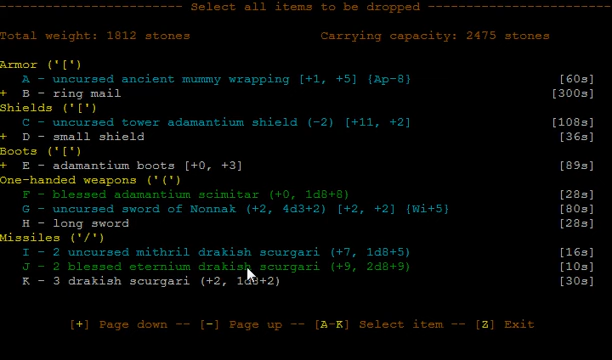 Select all items to be dropped
Total weight: 1812 stones Carrying capacity: 2475 stones
Armor ('[')
A - uncursed ancient mummy wrapping [+1, +5] {Ap-8} [60s]
+ B - ring mail [300s]
Shields ('[')
C - uncursed tower adamantium shield (-2) [+11, +2] [108s]
+ D - small shield [36s]
Boots ('[')
+ E - adamantium boots [+0, +3] [89s]
One-handed weapons ('(')
F - blessed adamantium scimitar (+0, 1d8+8) [28s]
G - uncursed sword of Nonnak (+2, 4d3+2) [+2, +2] {Wi+5} [80s]
H - long sword [28s]
Missiles ('/')
I - 2 uncursed mithril drakish scurgari (+7, 1d8+5) [16s]
J - 2 blessed eternium drakish scurgari (+9, 2d8+9) [10s]
K - 3 drakish scurgari (+2, 1d8+2) [30s]
[+] Page down -- [-] Page up -- [A-K] Select item -- [Z] Exit